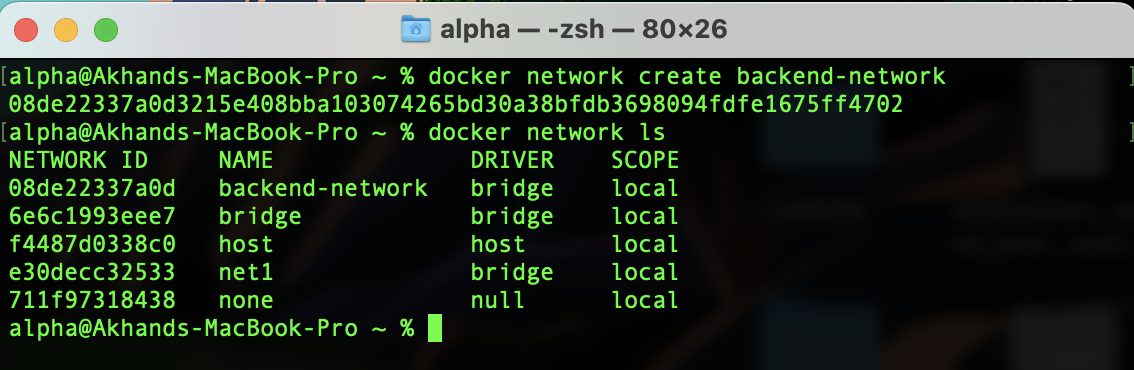 alpha — -zsh — 80×26
[alpha@Akhands-MacBook-Pro ~ % docker network create backend-network ]
08de22337a0d3215e408bba103074265bd30a38bfdb3698094fdfe1675ff4702
[alpha@Akhands-MacBook-Pro ~ % docker network ls ]
NETWORK ID NAME DRIVER SCOPE
08de22337a0d backend-network bridge local
6e6c1993eee7 bridge bridge local
f4487d0338c0 host host local
e30decc32533 net1 bridge local
711f97318438 none null local
alpha@Akhands-MacBook-Pro ~ %